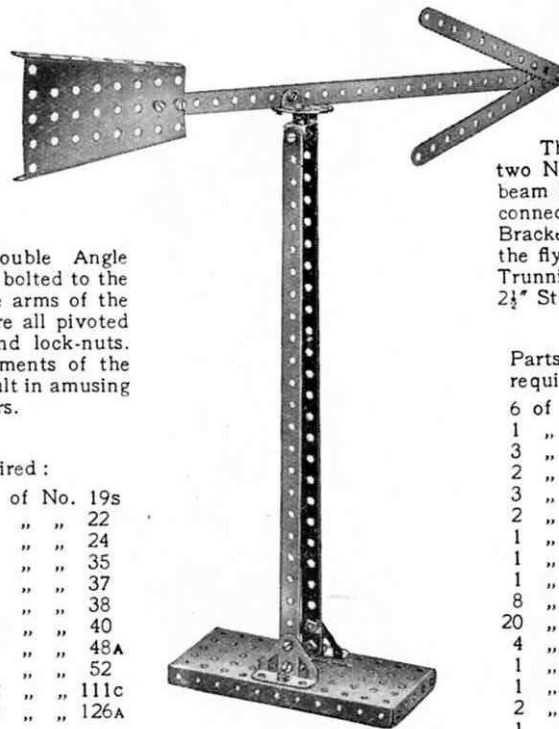 ouble Angle
bolted to the
e arms of the
re all pivoted
nd lock-nuts.
ments of the
ult in amusing
rs.
ired :
of No. 19s
„ „ 22
„ „ 24
„ „ 35
„ „ 37
„ „ 38
„ „ 40
„ „ 48A
„ „ 52
„ „ 111c
„ „ 126A
Th
two N
beam
connec
Bracke
the fly
Trunni
2½″ St
Parts
requi
6 of
1 „
3 „
2 „
3 „
2 „
1 „
1 „
1 „
8 „
20 „
4 „
1 „
1 „
2 „